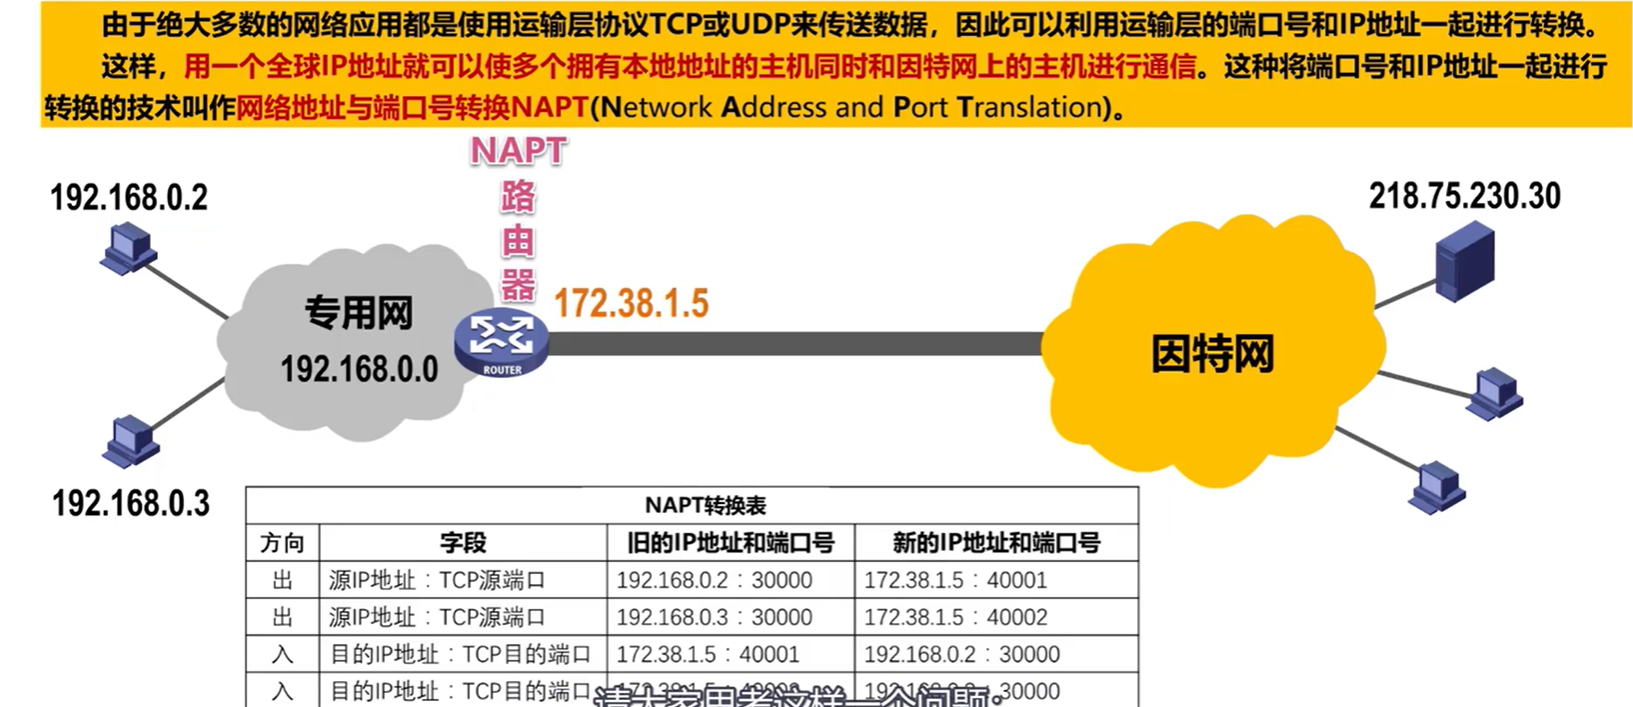 由于绝大多数的网络应用都是使用运输层协议TCP或UDP来传送数据，因此可以利用运输层的端口号和IP地址一起进行转换。
这样，用一个全球IP地址就可以使多个拥有本地地址的主机同时和因特网上的主机进行通信。这种将端口号和IP地址一起进行
转换的技术叫作网络地址与端口号转换NAPT(Network Address and Port Translation)。
NAPT
路
由
器
192.168.0.2
218.75.230.30
172.38.1.5
专用网
192.168.0.0
ROUTER
因特网
192.168.0.3
NAPT转换表
方向 字段 旧的IP地址和端口号 新的IP地址和端口号
出 源IP地址：TCP源端口 192.168.0.2：30000 172.38.1.5：40001
出 源IP地址：TCP源端口 192.168.0.3：30000 172.38.1.5：40002
入 目的IP地址：TCP目的端口 172.38.1.5：40001 192.168.0.2：30000
入 目的IP地址：TCP目的端口 30000
请大家思考这样一个问题：